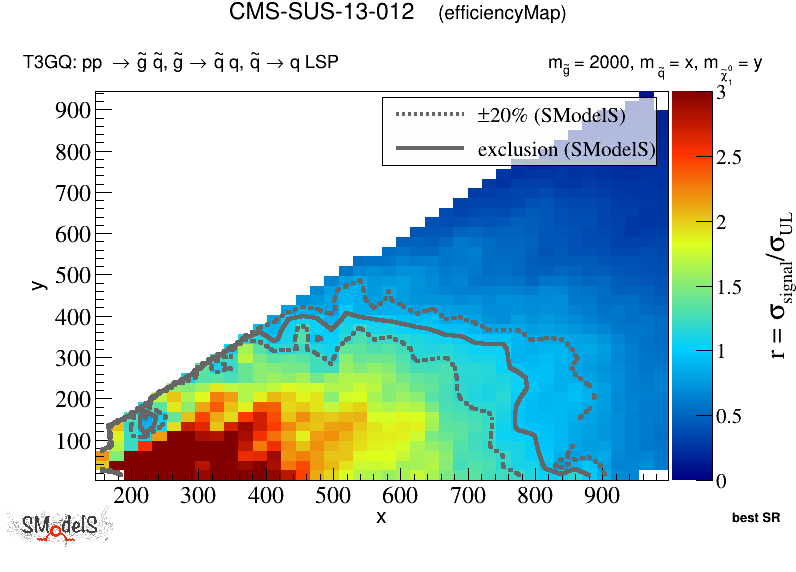 CMS-SUS-13-012 (efficiencyMap)
T3GQ: pp → g̃ q̃, g̃ → q̃ q, q̃ → q LSP
m_g̃ = 2000, m_q̃ = x, m_χ̃⁰₁ = y
±20% (SModelS)
exclusion (SModelS)
900
800
700
600
500
400
300
200
100
y
200 300 400 500 600 700 800 900
x
3
2.5
2
1.5
1
0.5
0
r = σ_signal/σ_UL
SModelS
best SR